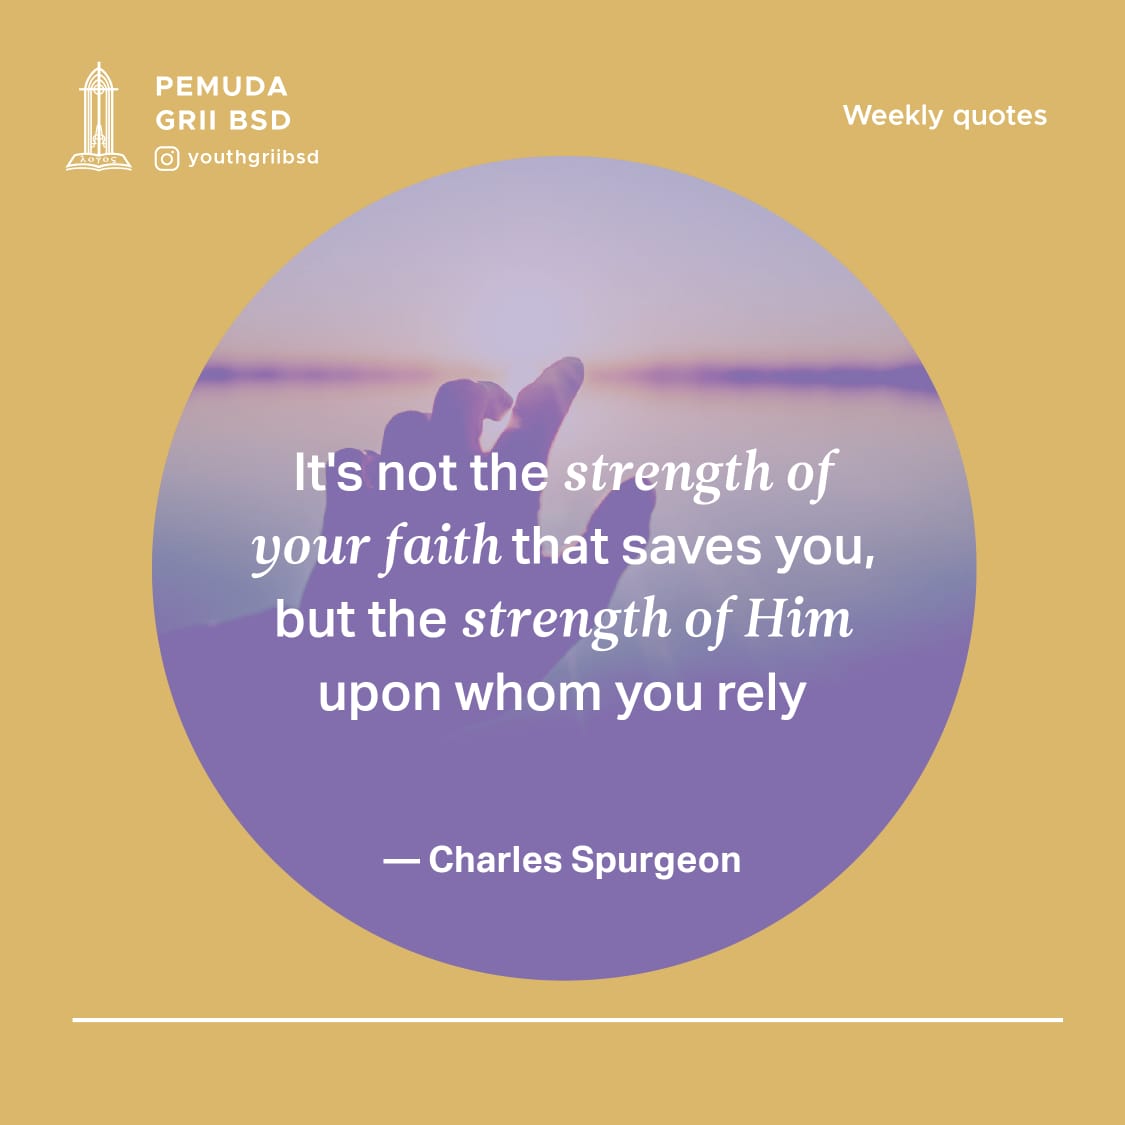 PEMUDA
GRII BSD
youthgriibsd
λογος
Weekly quotes
It's not the strength of
your faith that saves you,
but the strength of Him
upon whom you rely
— Charles Spurgeon